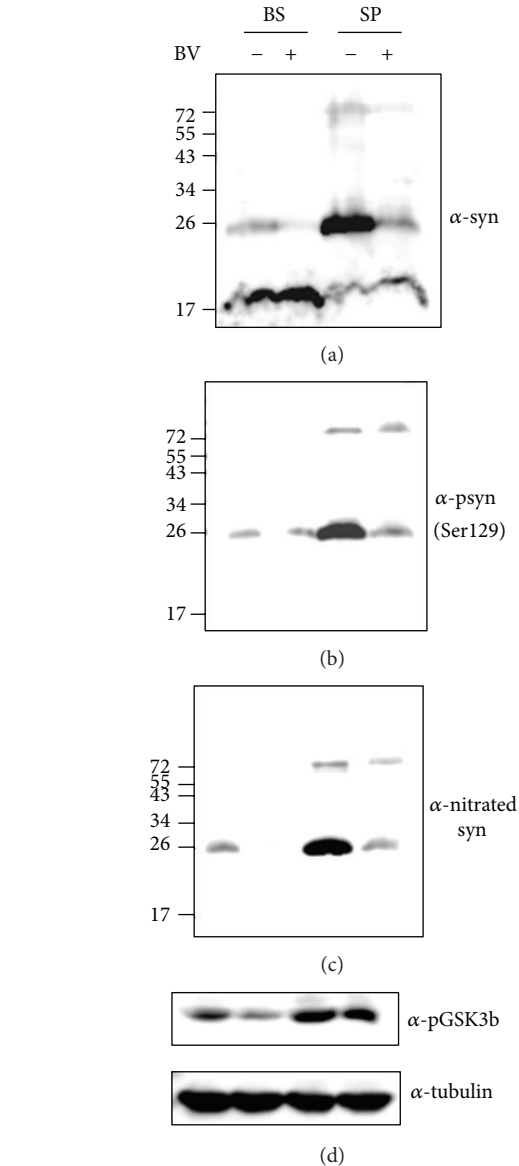 BS SP
BV − + − +
72
55
43
34
26
17
α-syn
(a)
72
55
43
34
26
17
α-psyn
(Ser129)
(b)
72
55
43
34
26
17
α-nitrated
syn
(c)
α-pGSK3b
α-tubulin
(d)